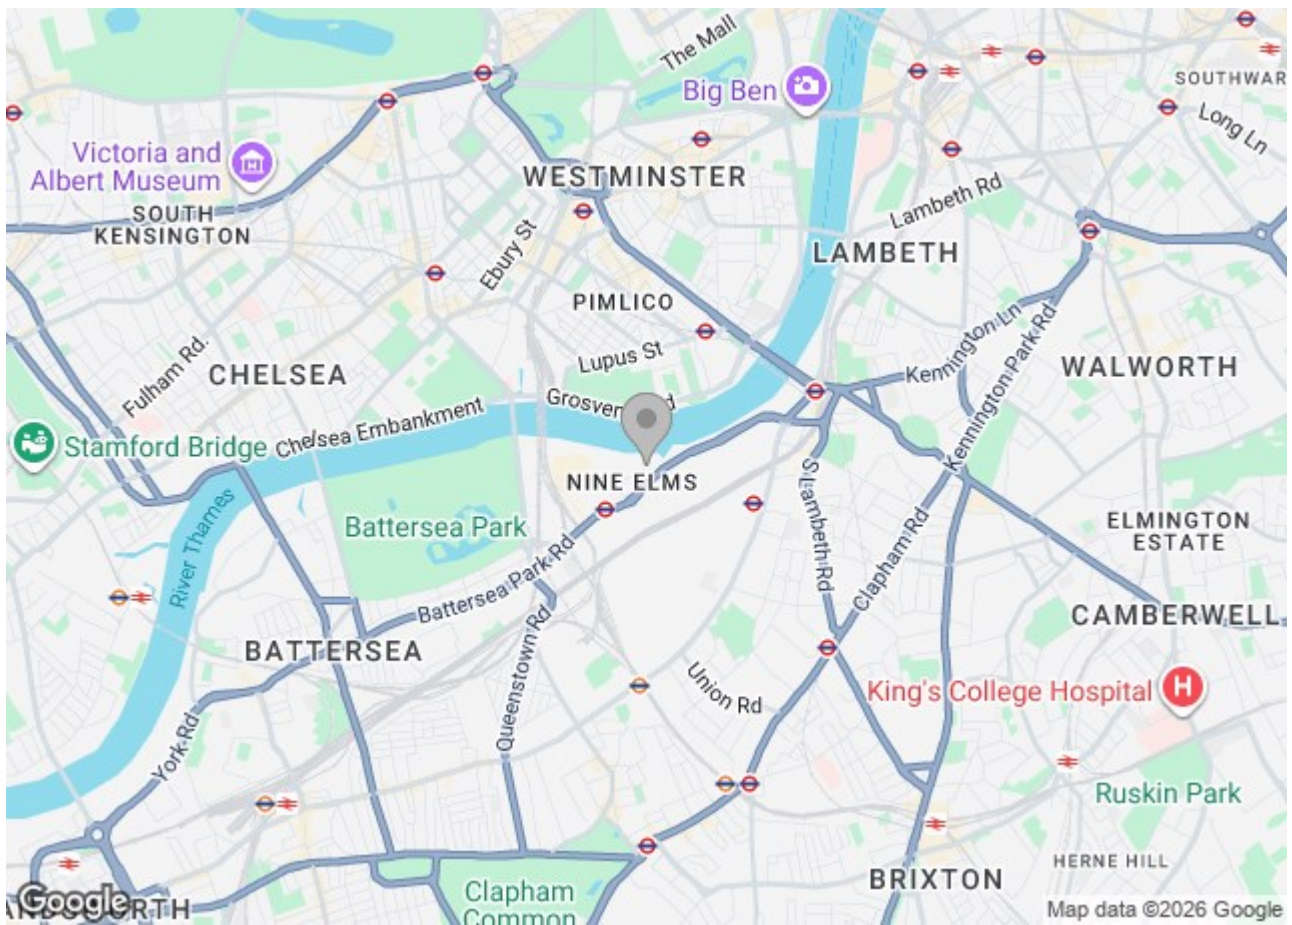 The Mall
Big Ben
SOUTHWAR
Long Ln
Victoria and
Albert Museum
WESTMINSTER
SOUTH
KENSINGTON
Lambeth Rd
Ebury St
LAMBETH
PIMLICO
Kennington Ln
Kennington Park Rd
Lupus St
WALWORTH
Fulham Rd.
CHELSEA
Chelsea Embankment
Stamford Bridge
NINE ELMS
S Lambeth Rd
River Thames
Battersea Park
ELMINGTON
ESTATE
Battersea Park Rd
Clapham Rd
CAMBERWELL
BATTERSEA
Queenstown Rd
Union Rd
King's College Hospital
H
York Rd
Ruskin Park
HERNE HILL
BRIXTON
Clapham
Common
Google
Map data ©2026 Google